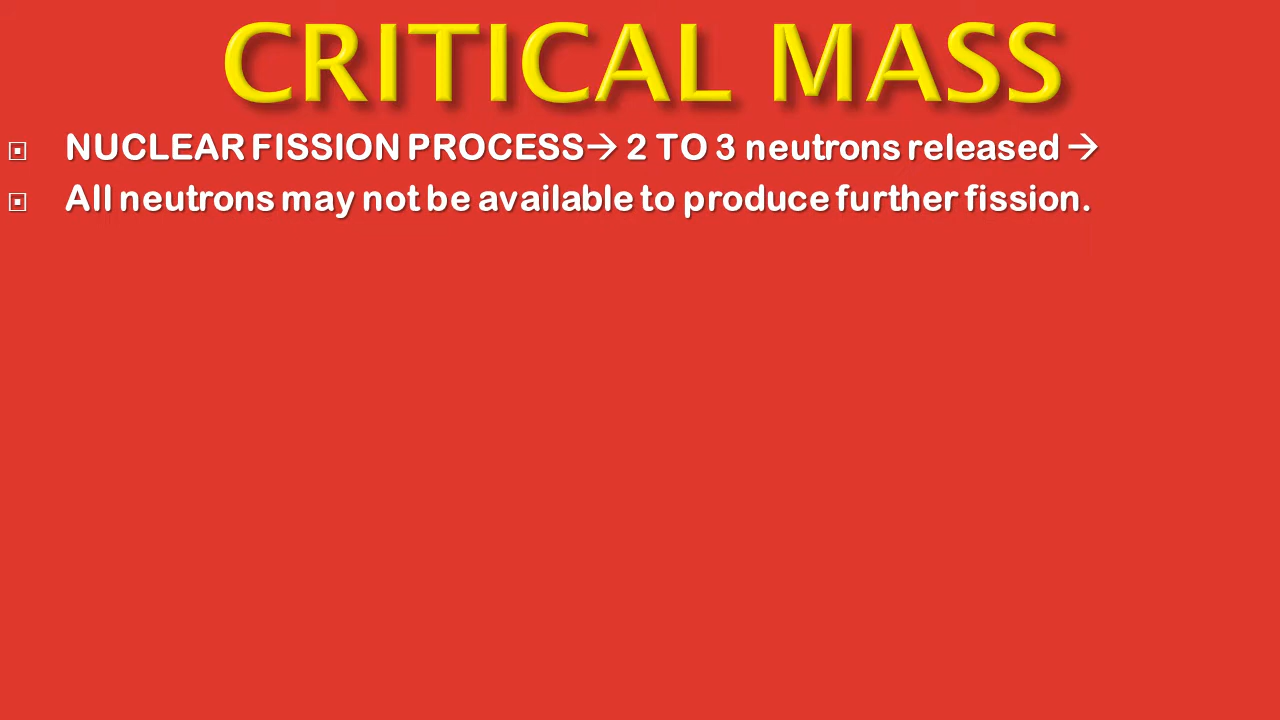 CRITICAL MASS
NUCLEAR FISSION PROCESS→ 2 TO 3 neutrons released →
All neutrons may not be available to produce further fission.